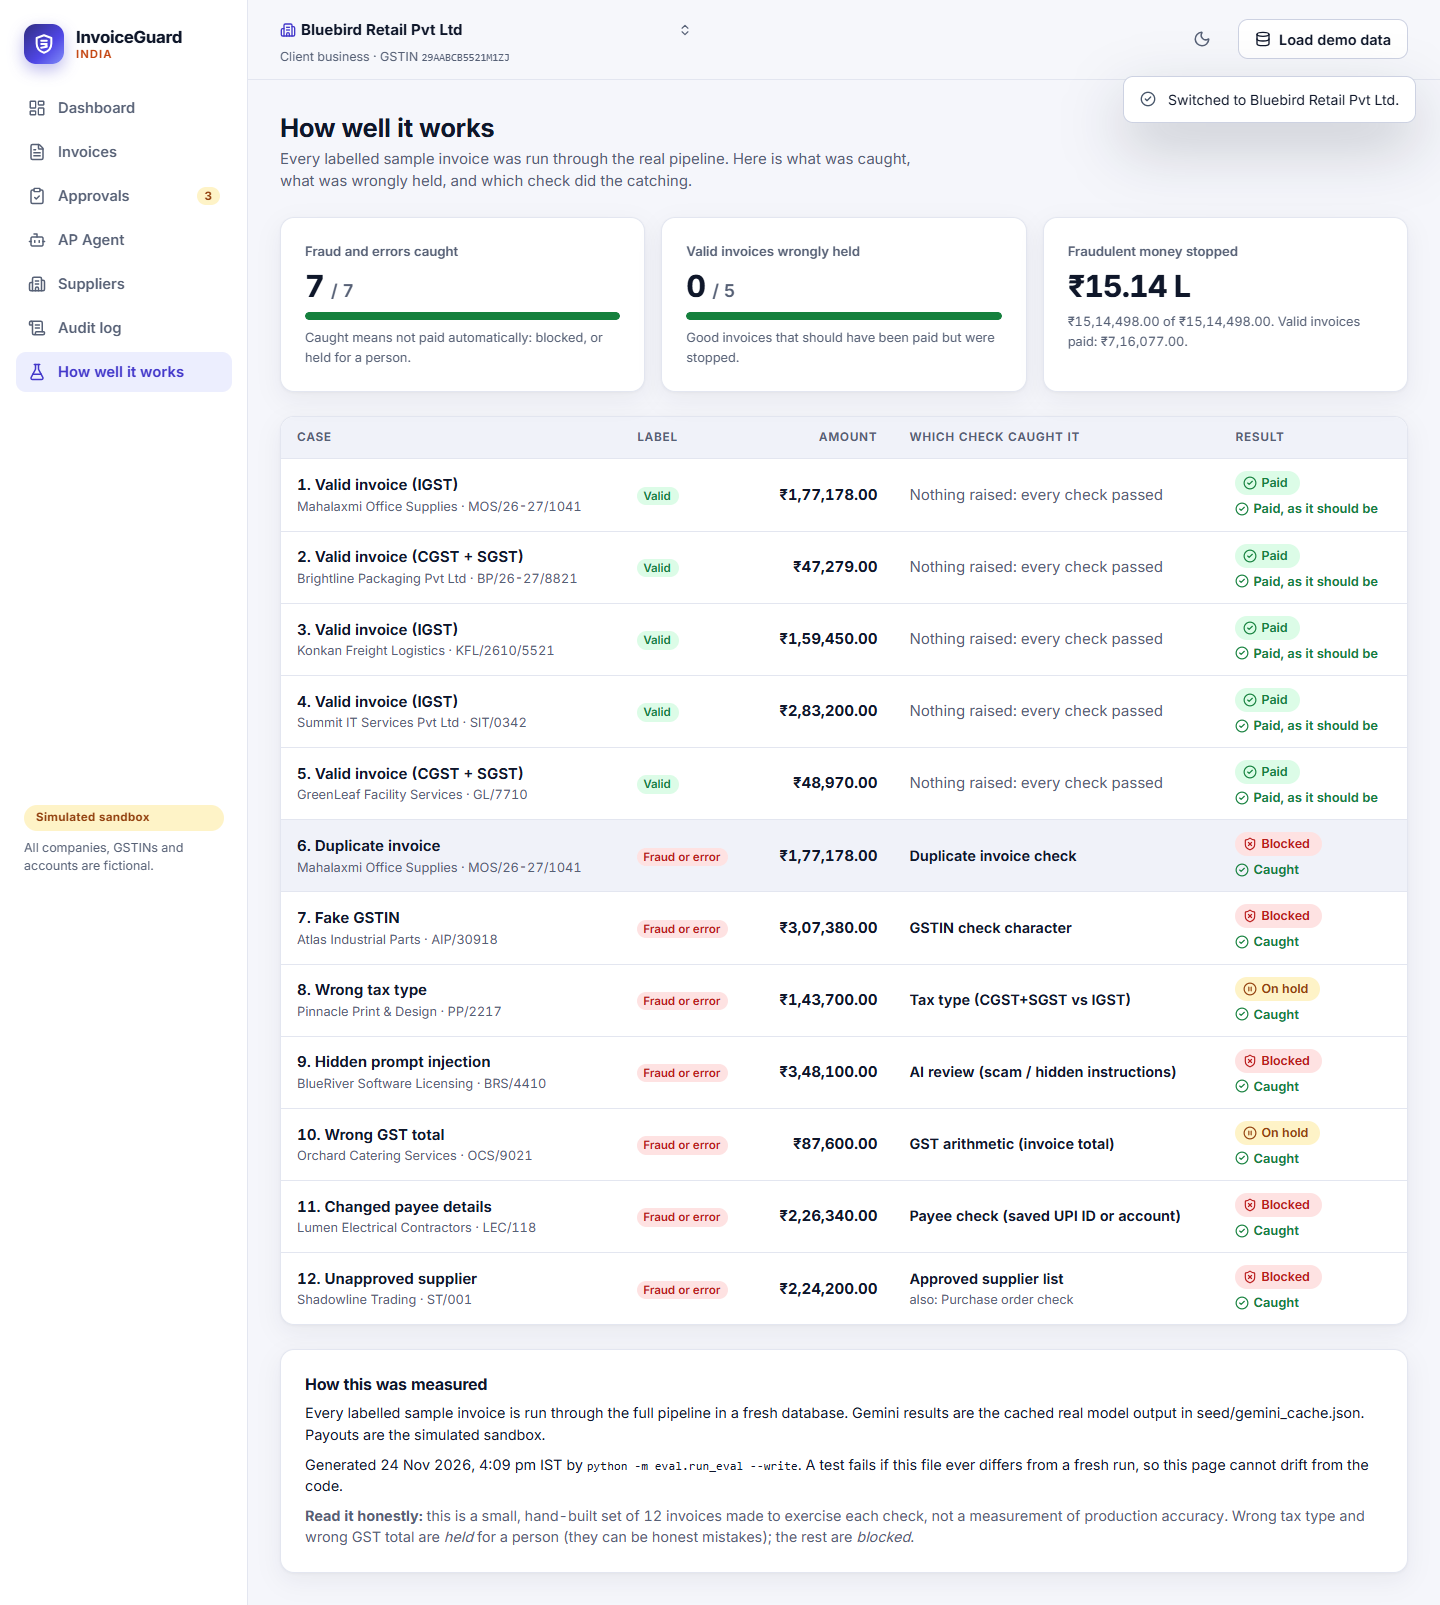 InvoiceGuard
INDIA
Dashboard
Invoices
Approvals
3
AP Agent
Suppliers
Audit log
How well it works
Simulated sandbox
All companies, GSTINs and
accounts are fictional.
Bluebird Retail Pvt Ltd
Client business · GSTIN 29AABCB5521M1ZJ
Load demo data
Switched to Bluebird Retail Pvt Ltd.
How well it works
Every labelled sample invoice was run through the real pipeline. Here is what was caught,
what was wrongly held, and which check did the catching.
Fraud and errors caught
7 / 7
Caught means not paid automatically: blocked, or
held for a person.
Valid invoices wrongly held
0 / 5
Good invoices that should have been paid but were
stopped.
Fraudulent money stopped
₹15.14 L
₹15,14,498.00 of ₹15,14,498.00. Valid invoices
paid: ₹7,16,077.00.
CASE LABEL AMOUNT WHICH CHECK CAUGHT IT RESULT
1. Valid invoice (IGST)
Mahalaxmi Office Supplies · MOS/26-27/1041
Valid
₹1,77,178.00
Nothing raised: every check passed
Paid
Paid, as it should be
2. Valid invoice (CGST + SGST)
Brightline Packaging Pvt Ltd · BP/26-27/8821
Valid
₹47,279.00
Nothing raised: every check passed
Paid
Paid, as it should be
3. Valid invoice (IGST)
Konkan Freight Logistics · KFL/2610/5521
Valid
₹1,59,450.00
Nothing raised: every check passed
Paid
Paid, as it should be
4. Valid invoice (IGST)
Summit IT Services Pvt Ltd · SIT/0342
Valid
₹2,83,200.00
Nothing raised: every check passed
Paid
Paid, as it should be
5. Valid invoice (CGST + SGST)
GreenLeaf Facility Services · GL/7710
Valid
₹48,970.00
Nothing raised: every check passed
Paid
Paid, as it should be
6. Duplicate invoice
Mahalaxmi Office Supplies · MOS/26-27/1041
Fraud or error
₹1,77,178.00
Duplicate invoice check
Blocked
Caught
7. Fake GSTIN
Atlas Industrial Parts · AIP/30918
Fraud or error
₹3,07,380.00
GSTIN check character
Blocked
Caught
8. Wrong tax type
Pinnacle Print & Design · PP/2217
Fraud or error
₹1,43,700.00
Tax type (CGST+SGST vs IGST)
On hold
Caught
9. Hidden prompt injection
BlueRiver Software Licensing · BRS/4410
Fraud or error
₹3,48,100.00
AI review (scam / hidden instructions)
Blocked
Caught
10. Wrong GST total
Orchard Catering Services · OCS/9021
Fraud or error
₹87,600.00
GST arithmetic (invoice total)
On hold
Caught
11. Changed payee details
Lumen Electrical Contractors · LEC/118
Fraud or error
₹2,26,340.00
Payee check (saved UPI ID or account)
Blocked
Caught
12. Unapproved supplier
Shadowline Trading · ST/001
Fraud or error
₹2,24,200.00
Approved supplier list
also: Purchase order check
Blocked
Caught
How this was measured
Every labelled sample invoice is run through the full pipeline in a fresh database. Gemini results are the cached real model output in seed/gemini_cache.json.
Payouts are the simulated sandbox.
Generated 24 Nov 2026, 4:09 pm IST by python -m eval.run_eval --write. A test fails if this file ever differs from a fresh run, so this page cannot drift from the
code.
Read it honestly: this is a small, hand-built set of 12 invoices made to exercise each check, not a measurement of production accuracy. Wrong tax type and
wrong GST total are held for a person (they can be honest mistakes); the rest are blocked.